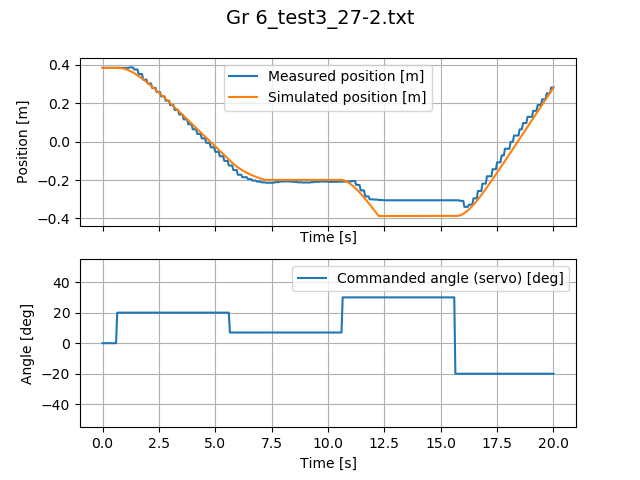 Gr 6_test3_27-2.txt
0.4
0.2
0.0
−0.2
−0.4
Position [m]
Measured position [m]
Simulated position [m]
Time [s]
40
20
0
−20
−40
Angle [deg]
Commanded angle (servo) [deg]
0.0 2.5 5.0 7.5 10.0 12.5 15.0 17.5 20.0
Time [s]